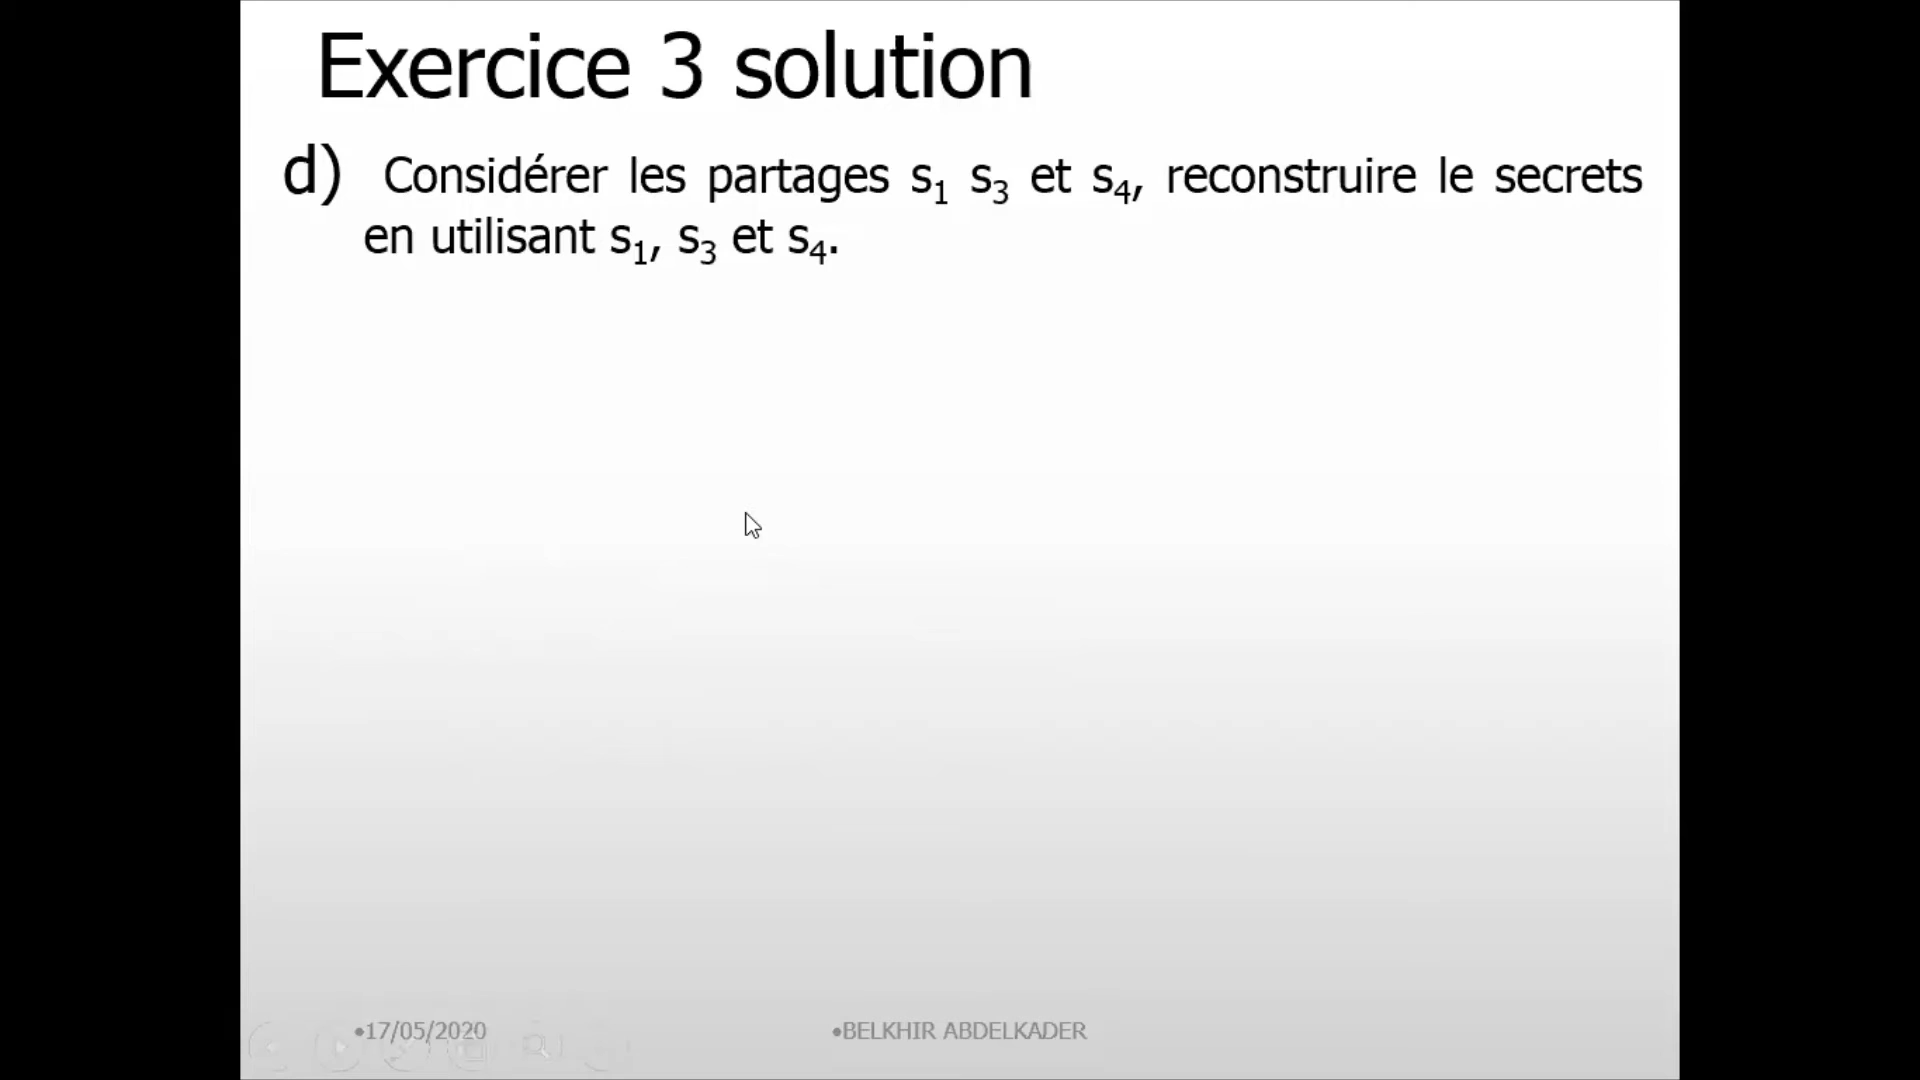 Exercice 3 solution
d) Considérer les partages s1 s3 et s4, reconstruire le secrets
en utilisant s1, s3 et s4.
•17/05/2020
•BELKHIR ABDELKADER